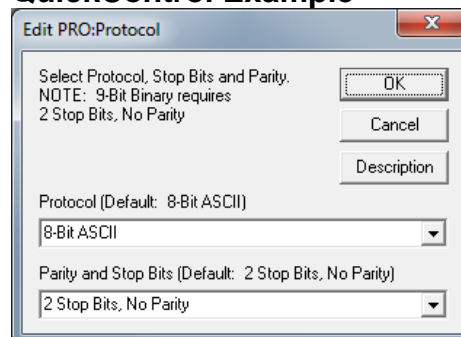 QuickControl Example
Edit PRO:Protocol
Select Protocol, Stop Bits and Parity.
NOTE: 9-Bit Binary requires
2 Stop Bits, No Parity
OK
Cancel
Description
Protocol (Default: 8-Bit ASCII)
8-Bit ASCII
Parity and Stop Bits (Default: 2 Stop Bits, No Parity)
2 Stop Bits, No Parity